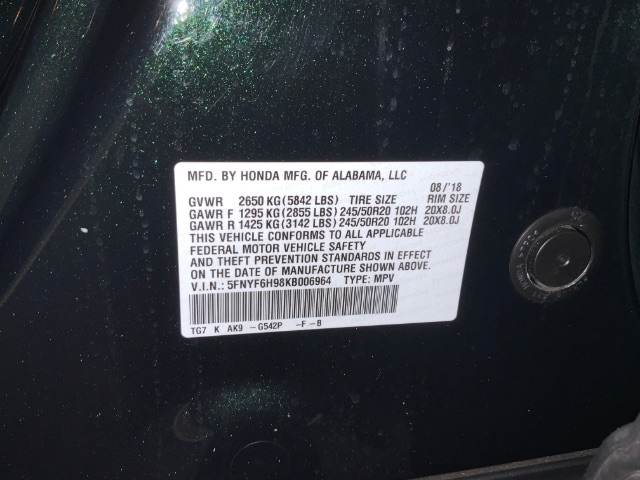 MFD. BY HONDA MFG. OF ALABAMA, LLC
08/'18
GVWR 2650 KG(5842 LBS) TIRE SIZE RIM SIZE
GAWR F 1295 KG(2855 LBS)245/50R20 102H 20X8.0J
GAWR R 1425 KG(3142 LBS)245/50R20 102H 20X8.0J
THIS VEHICLE CONFORMS TO ALL APPLICABLE
FEDERAL MOTOR VEHICLE SAFETY
AND THEFT PREVENTION STANDARDS IN EFFECT
ON THE DATE OF MANUFACTURE SHOWN ABOVE.
V.I.N.: 5FNYF6H98KB006964 TYPE: MPV
TG7 K AK9 -G542P -F-B